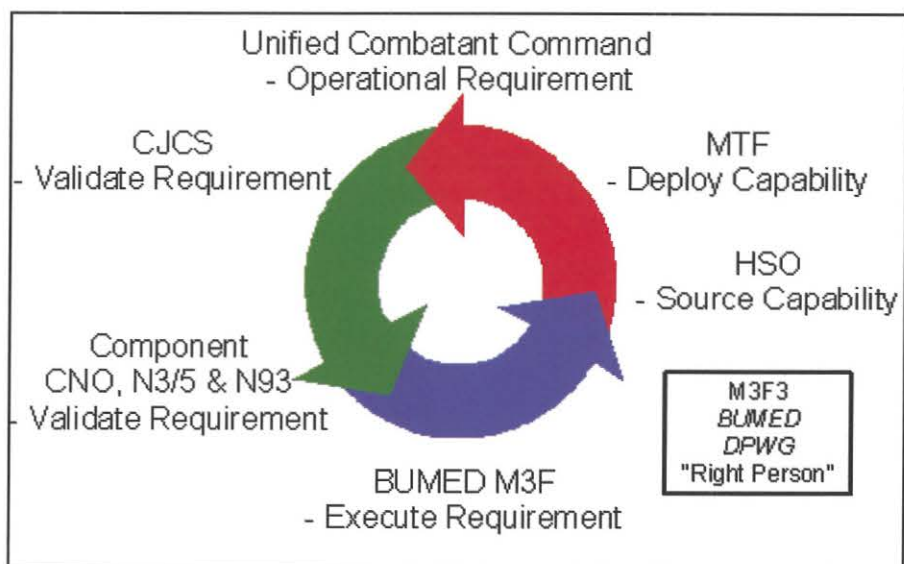 Unified Combatant Command
- Operational Requirement
CJCS
- Validate Requirement
MTF
- Deploy Capability
HSO
- Source Capability
Component
CNO, N3/5 & N93
- Validate Requirement
BUMED M3F
- Execute Requirement
M3F3
BUMED
DPWG
"Right Person"